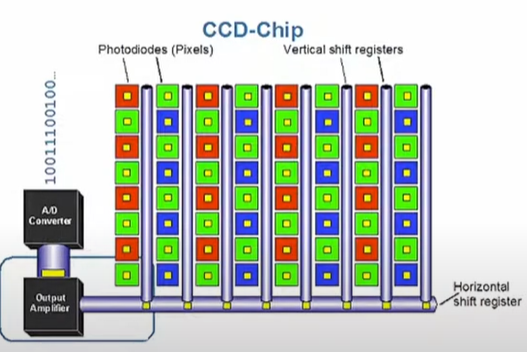 CCD-Chip
Photodiodes (Pixels)
Vertical shift registers
10011100100...
A/D
Converter
Output
Amplifier
Horizontal
shift register